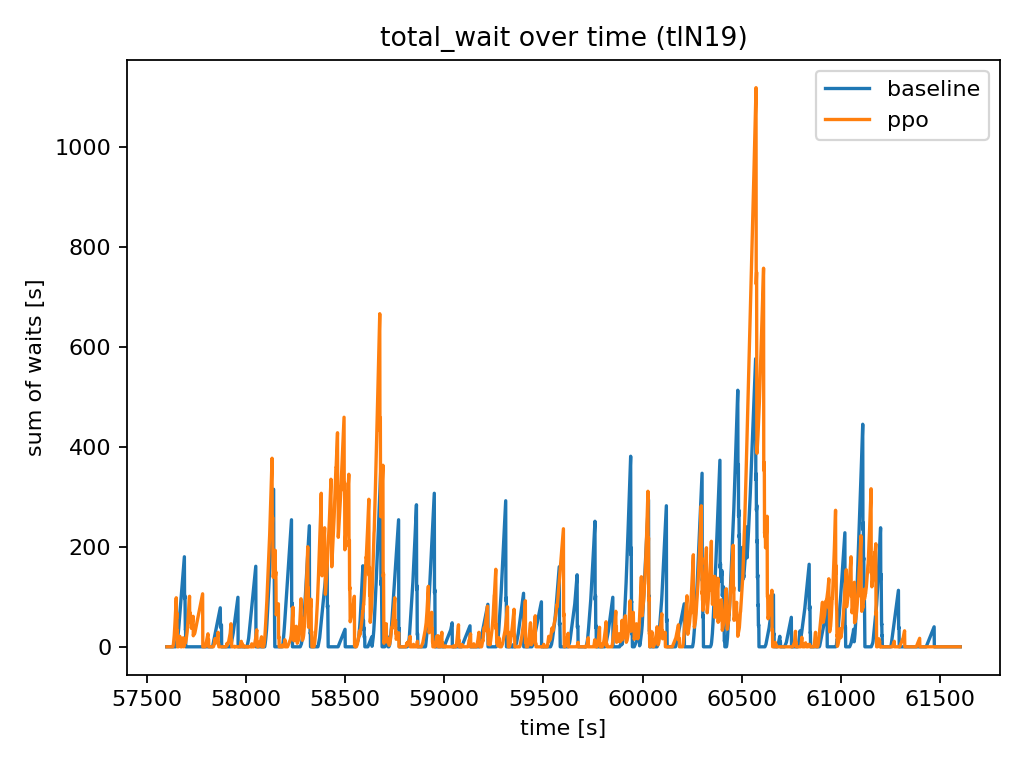 total_wait over time (tlN19)
baseline
ppo
1000
800
600
400
200
0
sum of waits [s]
57500 58000 58500 59000 59500 60000 60500 61000 61500
time [s]